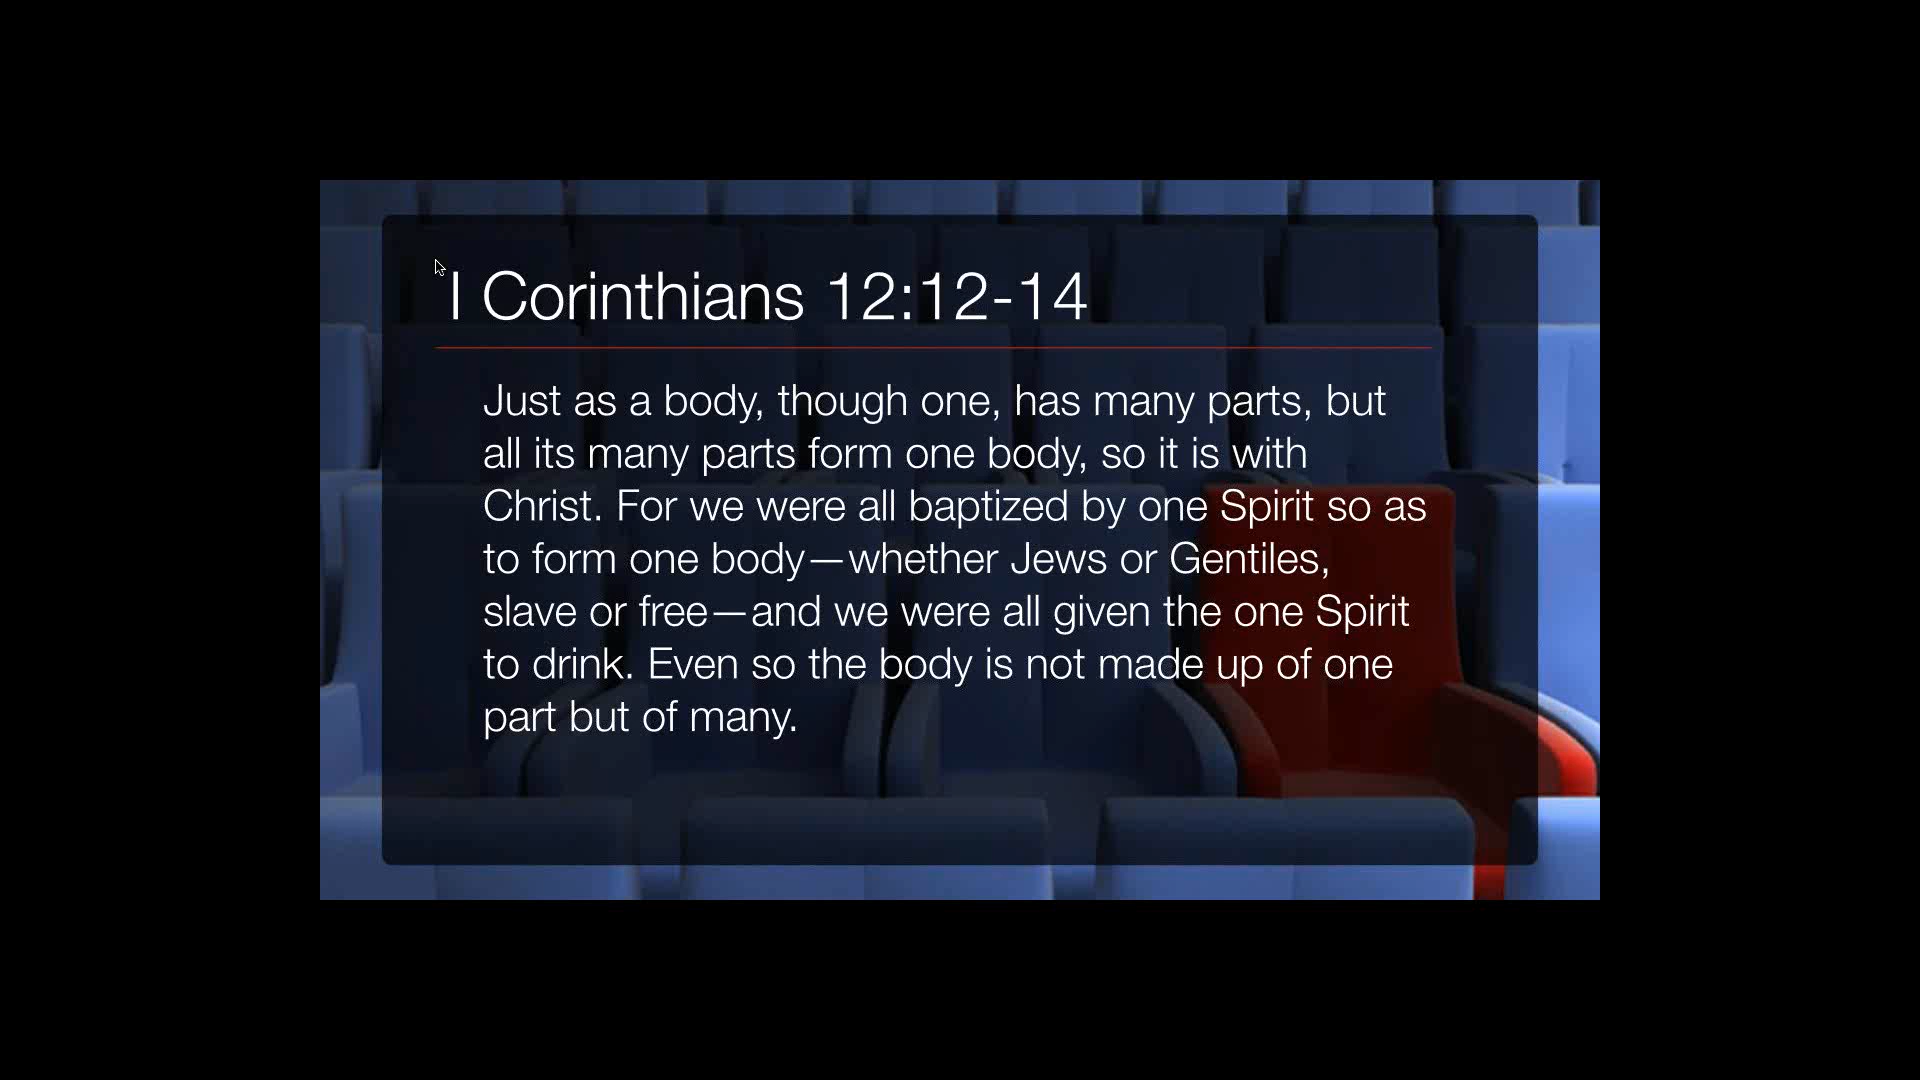 I Corinthians 12:12-14
Just as a body, though one, has many parts, but
all its many parts form one body, so it is with
Christ. For we were all baptized by one Spirit so as
to form one body—whether Jews or Gentiles,
slave or free—and we were all given the one Spirit
to drink. Even so the body is not made up of one
part but of many.